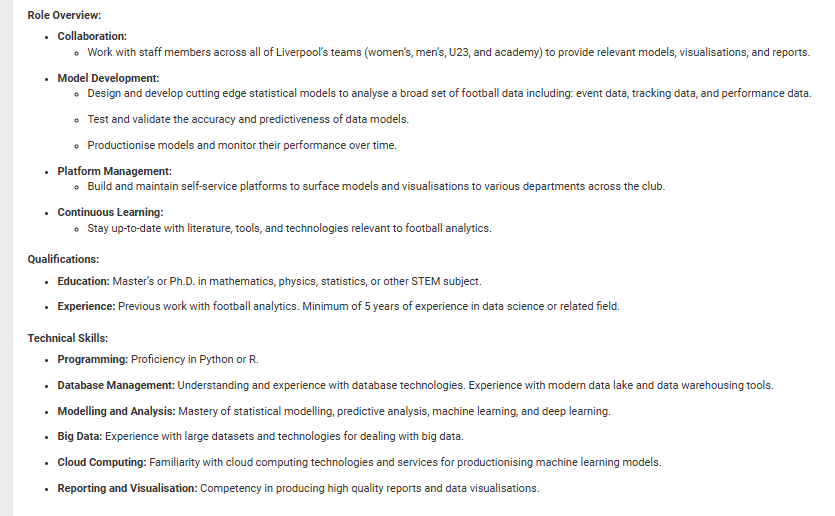 Role Overview:
Collaboration:
Work with staff members across all of Liverpool's teams (women's, men's, U23, and academy) to provide relevant models, visualisations, and reports.
Model Development:
Design and develop cutting edge statistical models to analyse a broad set of football data including: event data, tracking data, and performance data.
Test and validate the accuracy and predictiveness of data models.
Productionise models and monitor their performance over time.
Platform Management:
Build and maintain self-service platforms to surface models and visualisations to various departments across the club.
Continuous Learning:
Stay up-to-date with literature, tools, and technologies relevant to football analytics.
Qualifications:
Education: Master's or Ph.D. in mathematics, physics, statistics, or other STEM subject.
Experience: Previous work with football analytics. Minimum of 5 years of experience in data science or related field.
Technical Skills:
Programming: Proficiency in Python or R.
Database Management: Understanding and experience with database technologies. Experience with modern data lake and data warehousing tools.
Modelling and Analysis: Mastery of statistical modelling, predictive analysis, machine learning, and deep learning.
Big Data: Experience with large datasets and technologies for dealing with big data.
Cloud Computing: Familiarity with cloud computing technologies and services for productionising machine learning models.
Reporting and Visualisation: Competency in producing high quality reports and data visualisations.